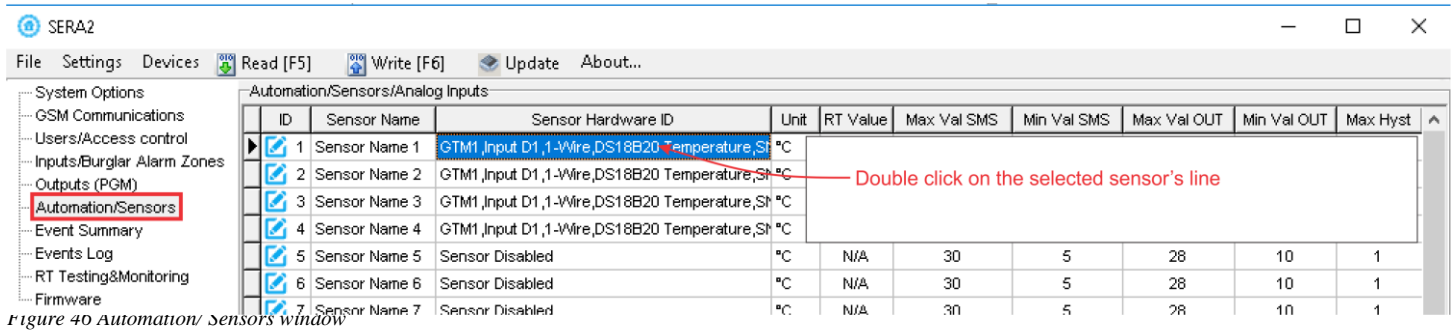 SERA2
File Settings Devices Read [F5] Write [F6] Update About...
System Options
GSM Communications
Users/Access control
Inputs/Burglar Alarm Zones
Outputs (PGM)
Automation/Sensors
Event Summary
Events Log
RT Testing&Monitoring
Firmware
Automation/Sensors/Analog Inputs
ID Sensor Name Sensor Hardware ID Unit RT Value Max Val SMS Min Val SMS Max Val OUT Min Val OUT Max Hyst
1 Sensor Name 1 GTM1,Input D1,1-Wire,DS18B20 Temperature,SN °C
2 Sensor Name 2 GTM1,Input D1,1-Wire,DS18B20 Temperature,SN °C
3 Sensor Name 3 GTM1,Input D1,1-Wire,DS18B20 Temperature,SN °C
4 Sensor Name 4 GTM1,Input D1,1-Wire,DS18B20 Temperature,SN °C
Double click on the selected sensor's line
5 Sensor Name 5 Sensor Disabled °C N/A 30 5 28 10 1
6 Sensor Name 6 Sensor Disabled °C N/A 30 5 28 10 1
7 Sensor Name 7 Sensor Disabled °C N/A 30 5 28 10 1
Figure 46 Automation/ Sensors window